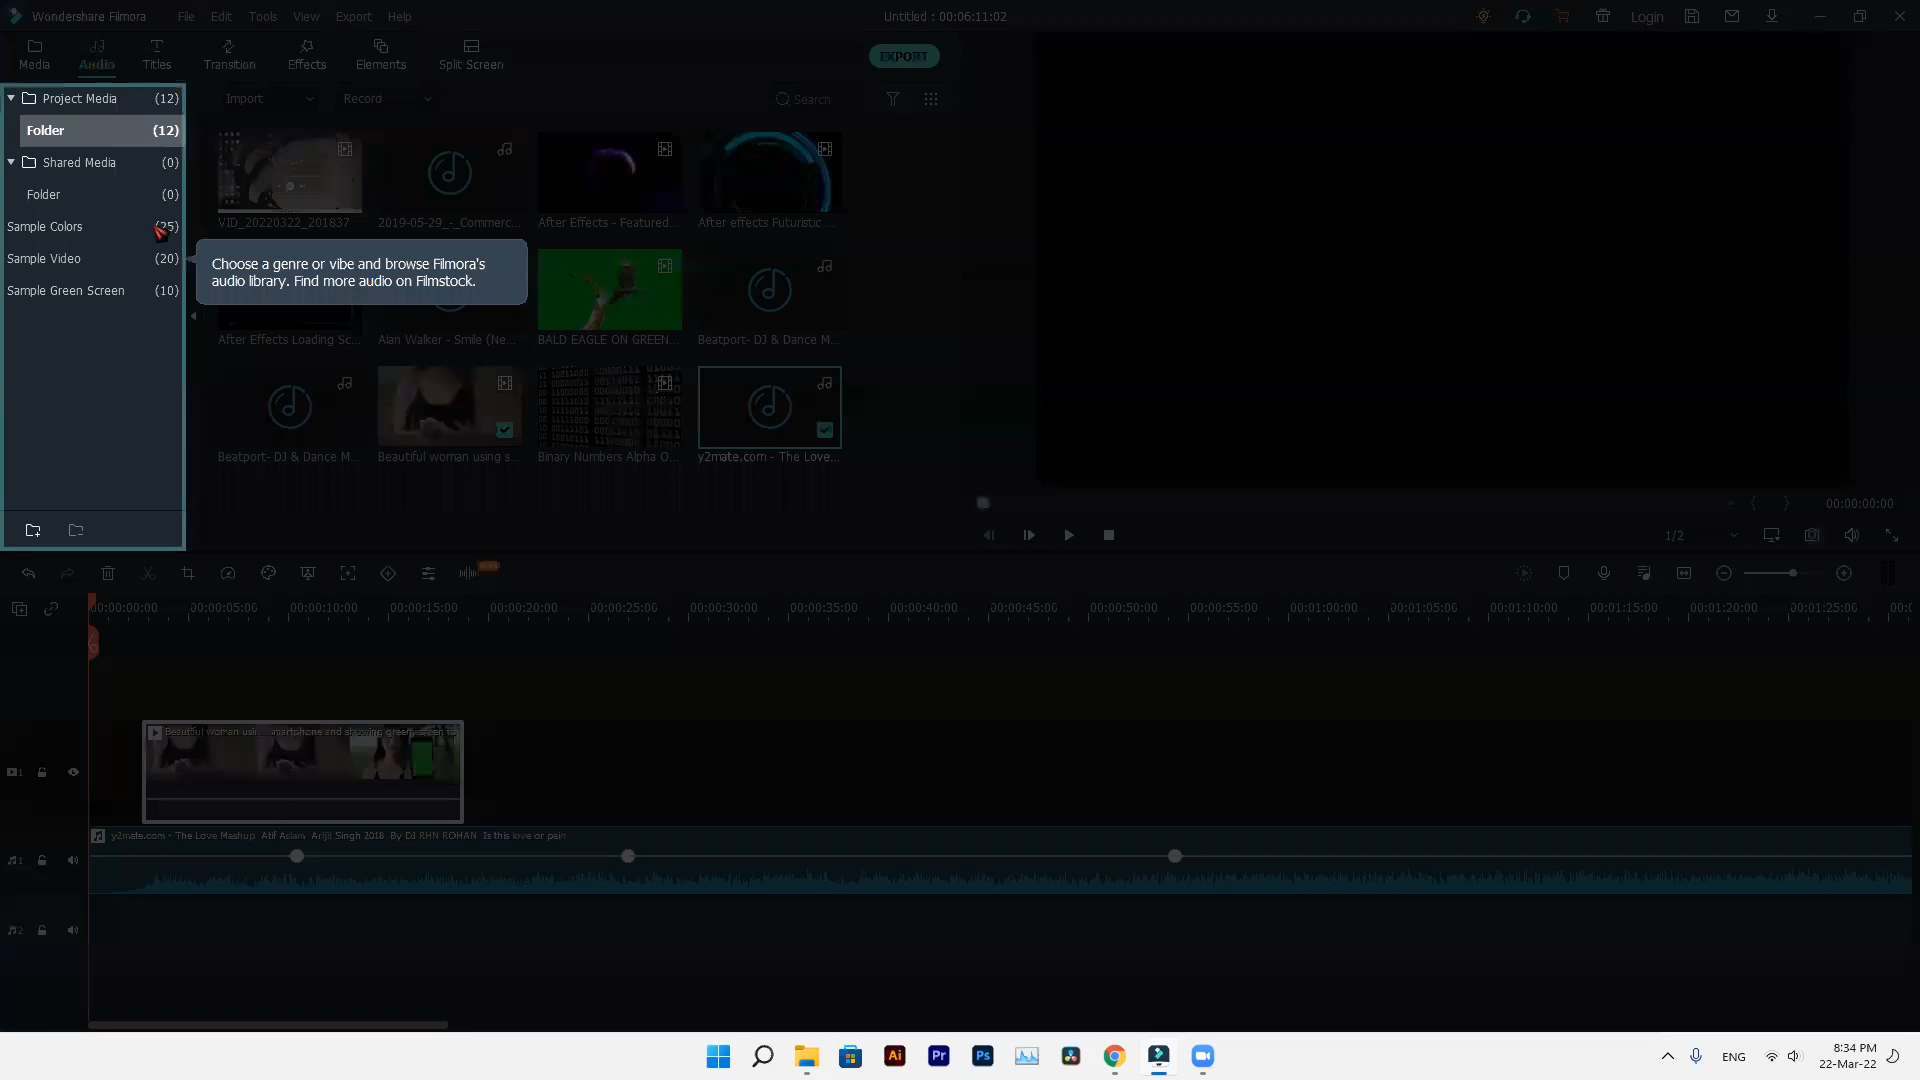 Wondershare Filmora
File Edit Tools View Export Help
Untitled : 00:06:11:02
Login
Media Audio Titles Transition Effects Elements Split Screen
EXPORT
Project Media (12)
Folder (12)
Shared Media (0)
Folder (0)
Sample Colors (25)
Sample Video (20)
Sample Green Screen (10)
Import Record Search
VID_20220322_201837 2019-05-29_-_Commerc... After Effects - Featured... After effects Futuristic ...
Choose a genre or vibe and browse Filmora's
audio library. Find more audio on Filmstock.
After Effects Loading Sc... Alan Walker - Smile (Ne... BALD EAGLE ON GREEN... Beatport- DJ & Dance M...
Beatport- DJ & Dance M... Beautiful woman using s... Binary Numbers Alpha O... y2mate.com - The Love...
00:00:00:00
1/2
00:00:00:00 00:00:05:00 00:00:10:00 00:00:15:00 00:00:20:00 00:00:25:00 00:00:30:00 00:00:35:00 00:00:40:00 00:00:45:00 00:00:50:00 00:00:55:00 00:01:00:00 00:01:05:00 00:01:10:00 00:01:15:00 00:01:20:00 00:01:25:00
1
Beautiful woman usi... smartphone and showing green screen to
y2mate.com - The Love Mashup Atif Aslam Arijit Singh 2018 By DJ RHN ROHAN Is this love or pain
1
2
Ai Pr Ps
ENG
8:34 PM
22-Mar-22